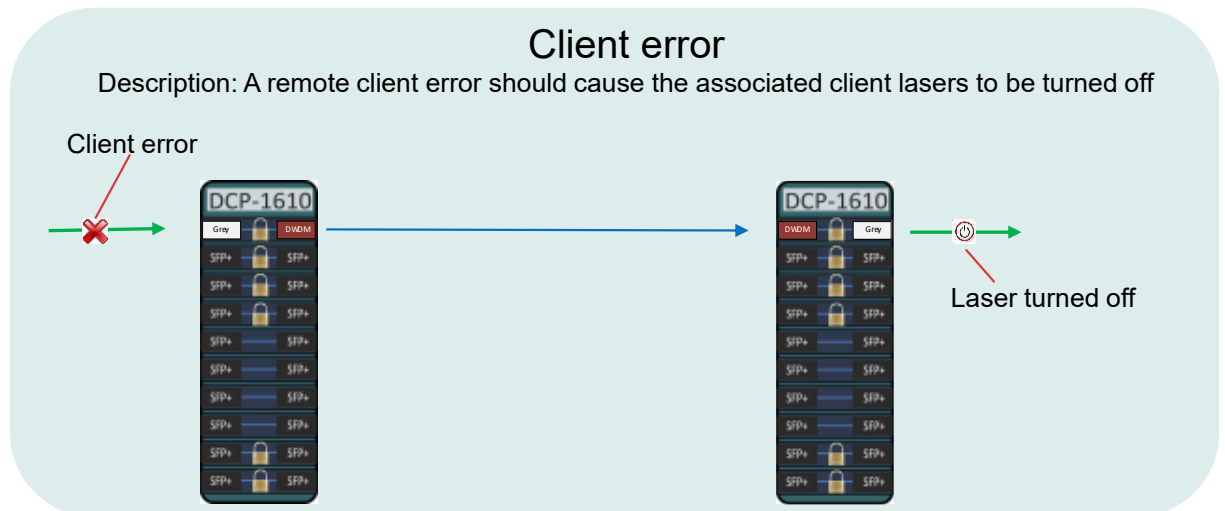 Client error
Description: A remote client error should cause the associated client lasers to be turned off
Client error
DCP-1610
Grey DWDM
SFP+ SFP+
SFP+ SFP+
SFP+ SFP+
SFP+ SFP+
SFP+ SFP+
SFP+ SFP+
SFP+ SFP+
SFP+ SFP+
SFP+ SFP+
DCP-1610
DWDM Grey
SFP+ SFP+
SFP+ SFP+
SFP+ SFP+
SFP+ SFP+
SFP+ SFP+
SFP+ SFP+
SFP+ SFP+
SFP+ SFP+
SFP+ SFP+
Laser turned off